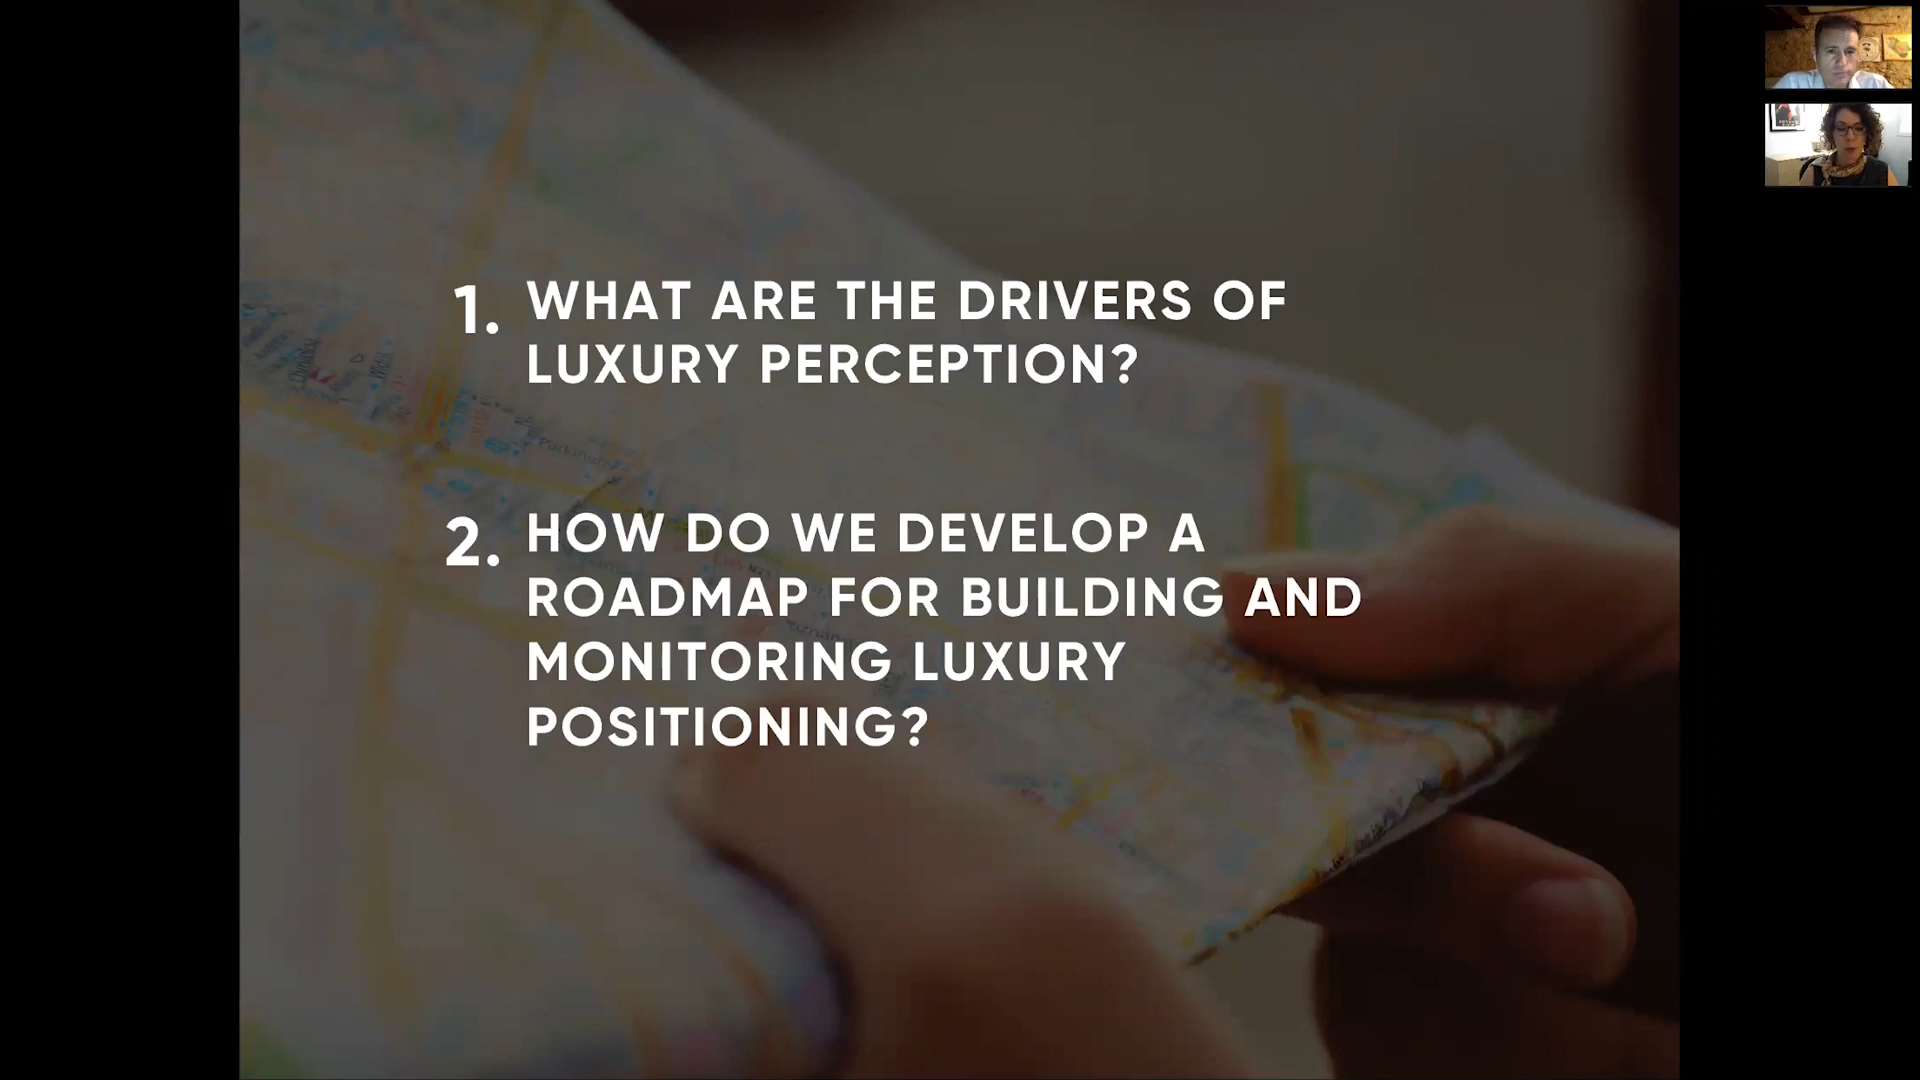 1. WHAT ARE THE DRIVERS OF
LUXURY PERCEPTION?
2. HOW DO WE DEVELOP A
ROADMAP FOR BUILDING AND
MONITORING LUXURY
POSITIONING?